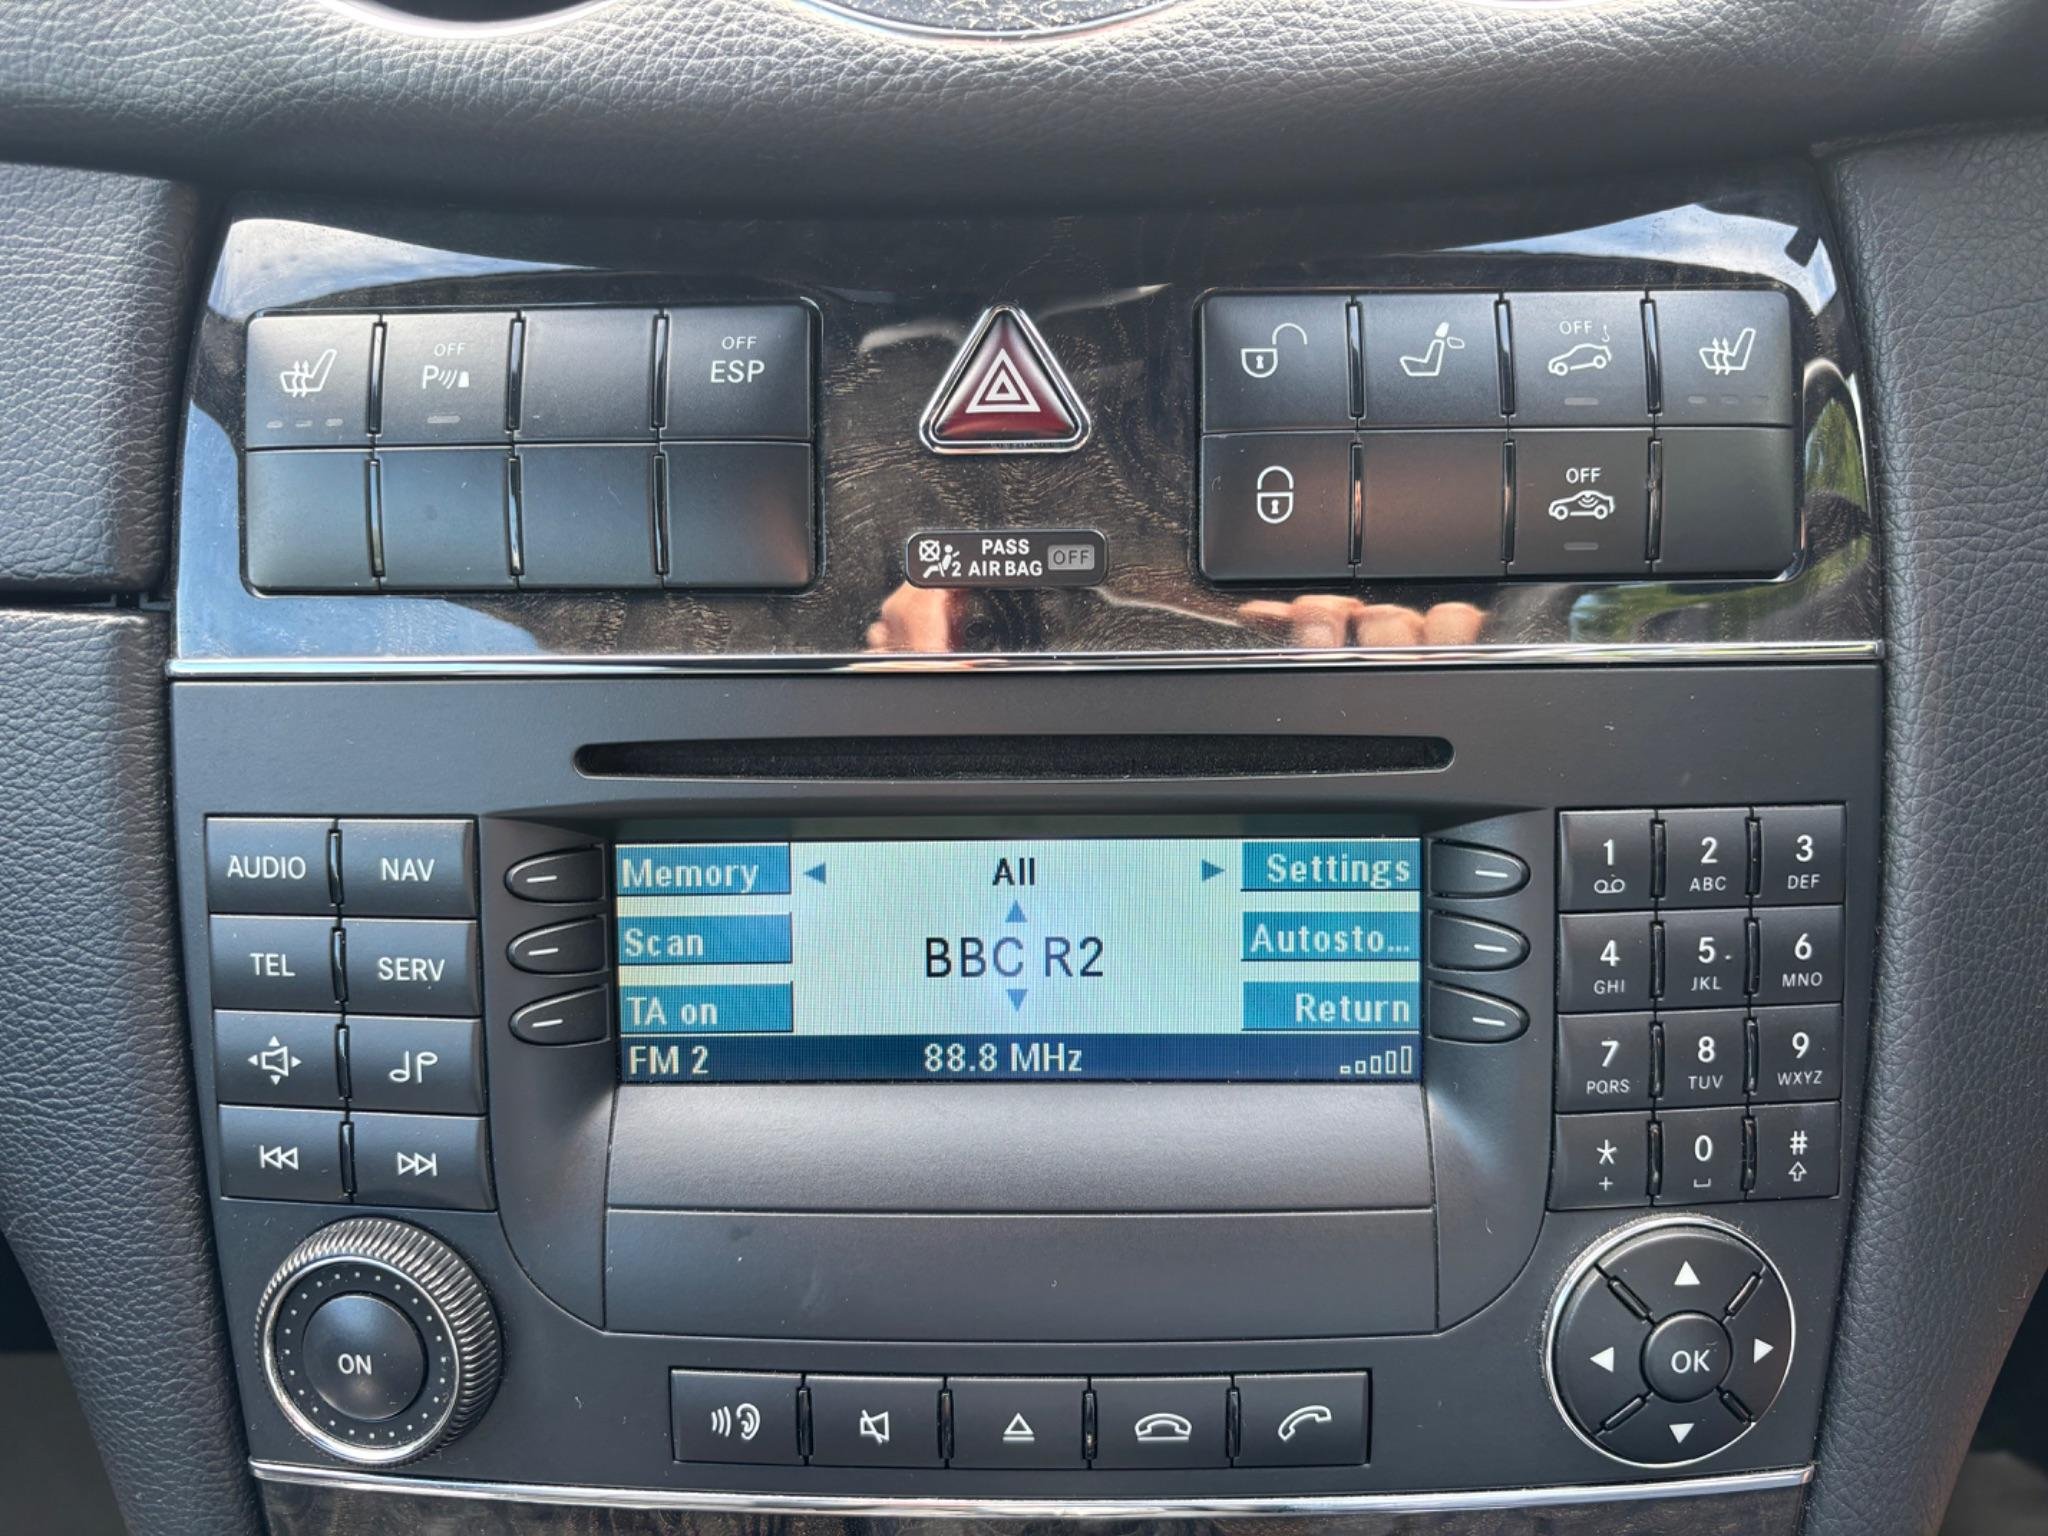 OFF
P
OFF
ESP
OFF
OFF
PASS
2 AIR BAG
OFF
AUDIO
NAV
TEL
SERV
ON
Memory
All
Settings
Scan
BBC R2
Autosto...
TA on
Return
FM 2
88.8 MHz
1
2
ABC
3
DEF
4
GHI
5
JKL
6
MNO
7
PQRS
8
TUV
9
WXYZ
*
+
0
#
OK